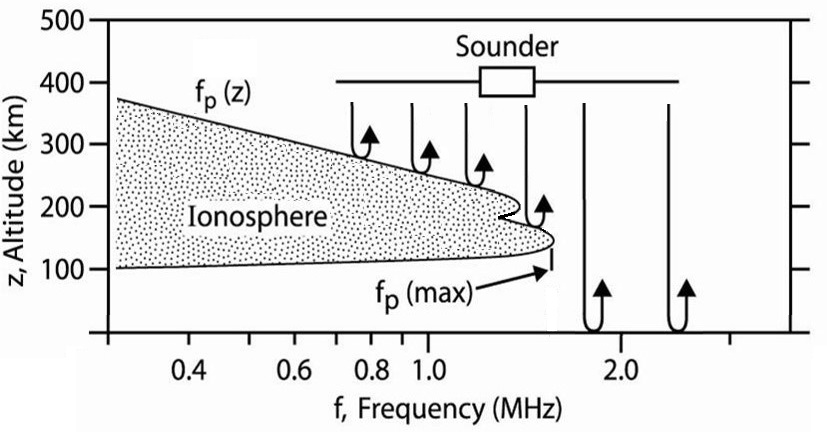 500
400
300
200
100
z, Altitude (km)
Sounder
fp (z)
Ionosphere
fp (max)
0.4 0.6 0.8 1.0 2.0
f, Frequency (MHz)